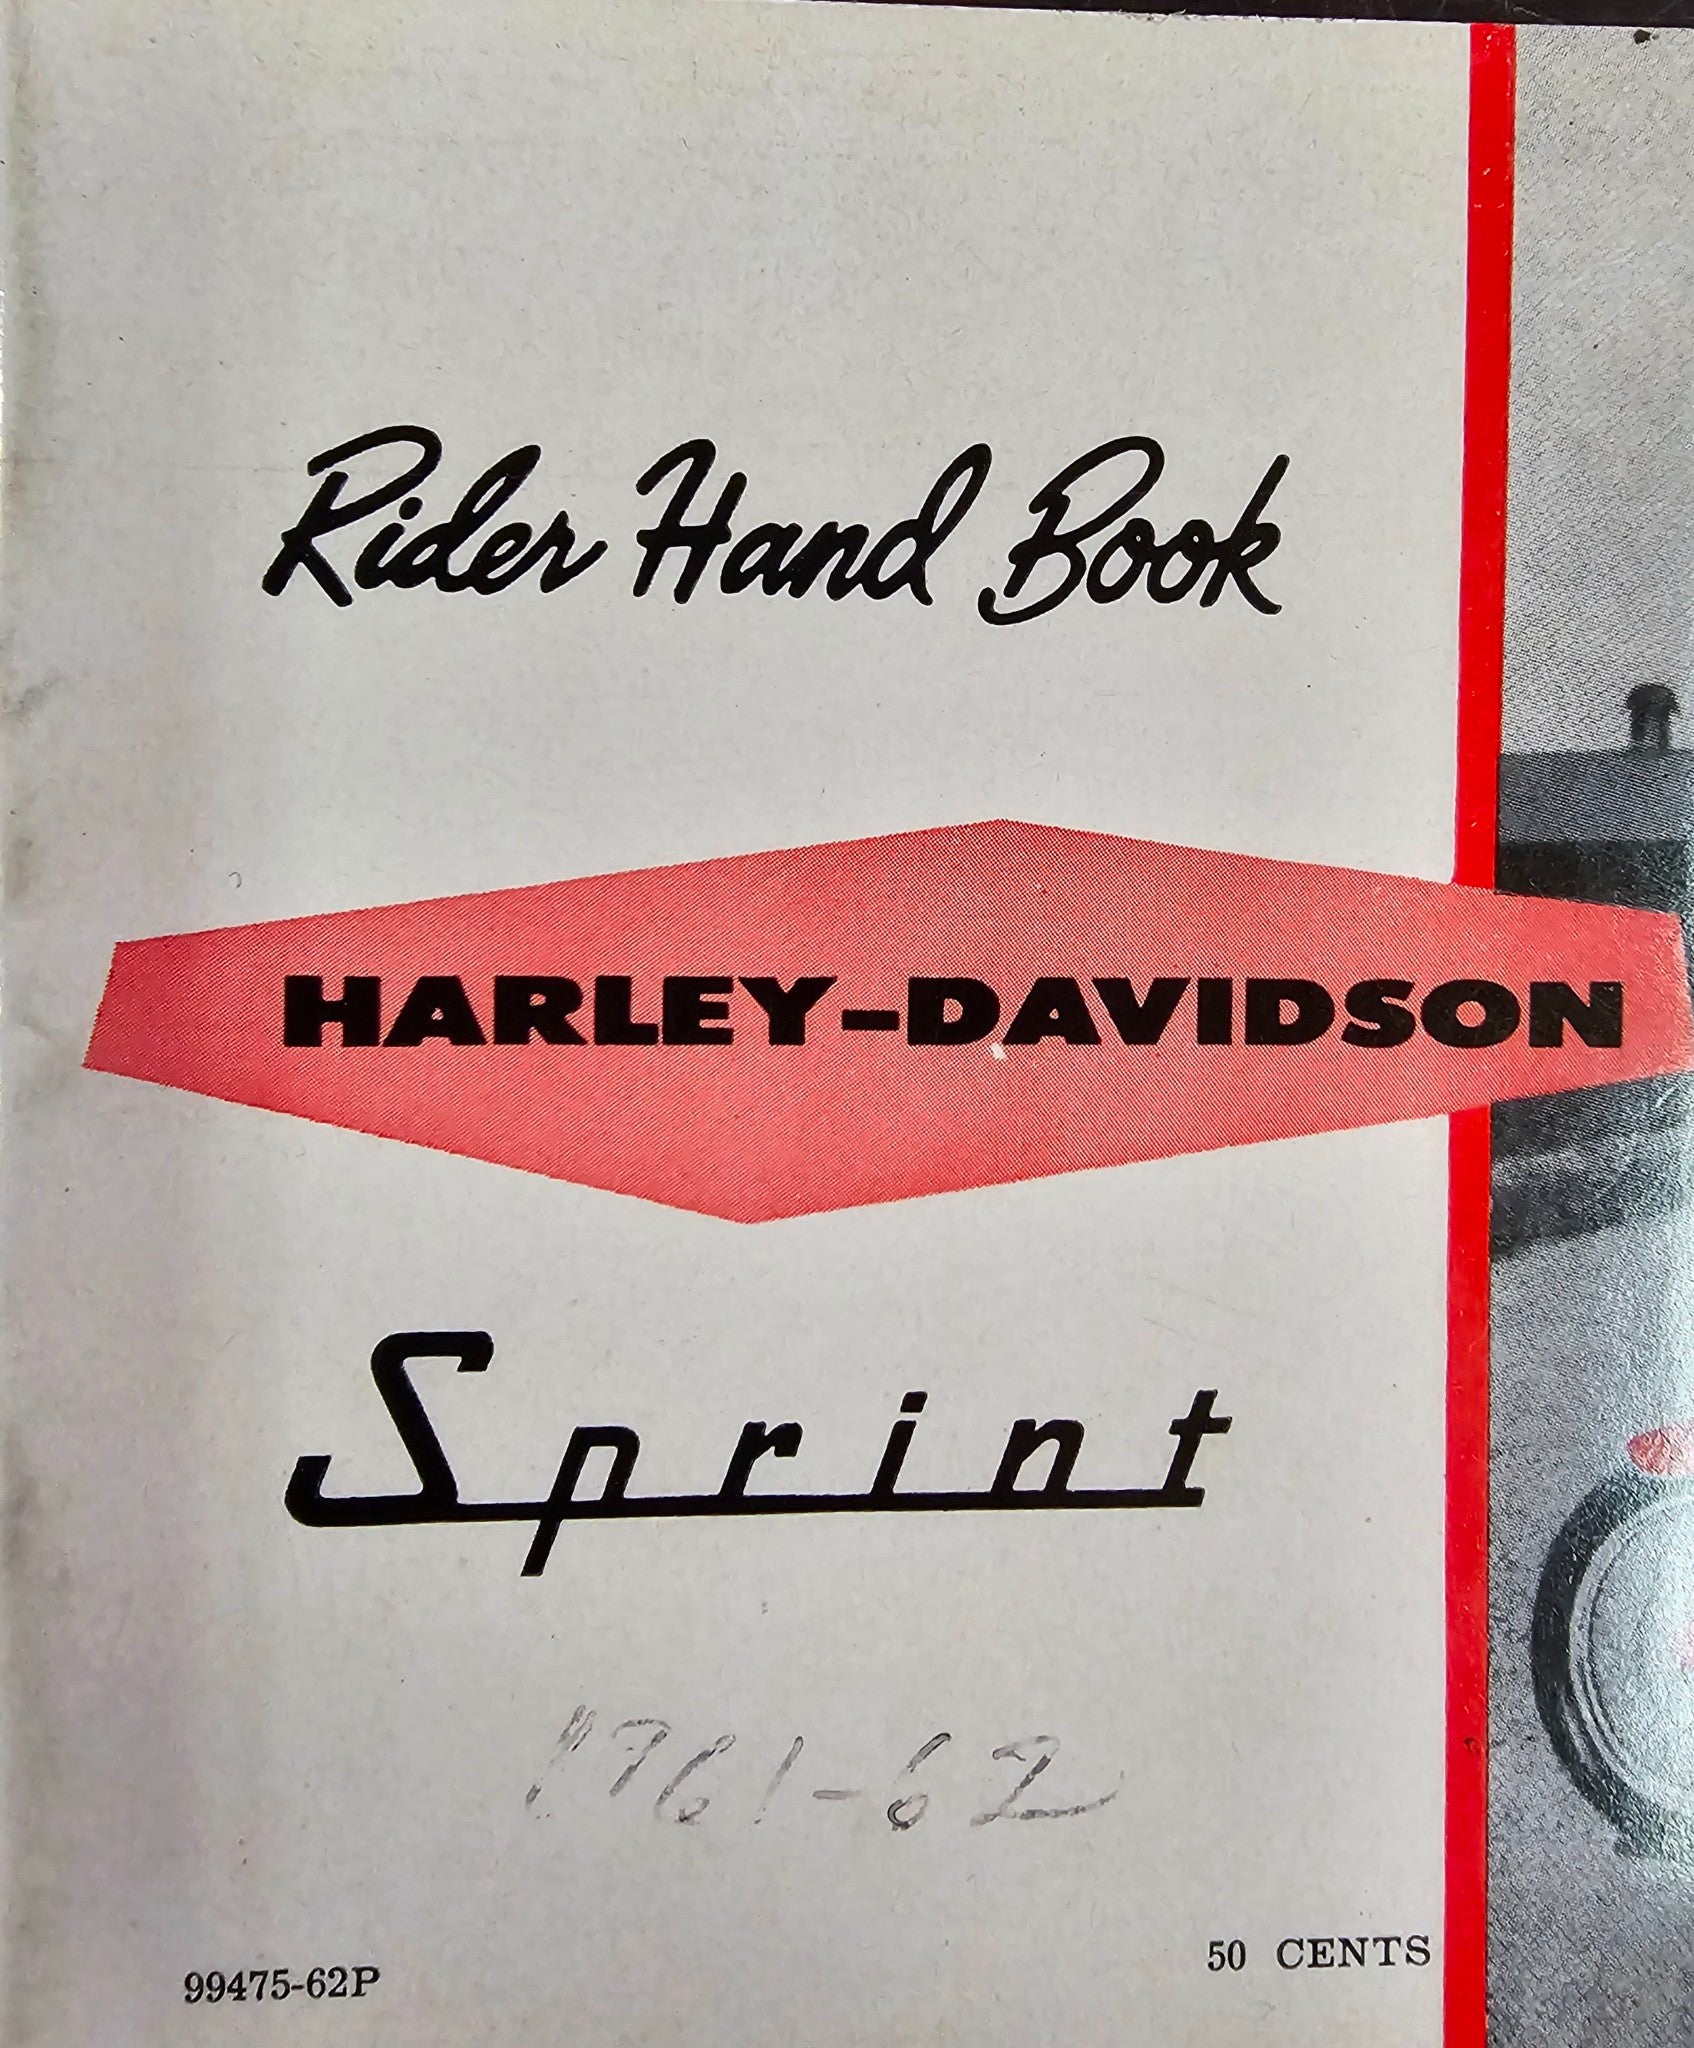 Rider Hand Book
HARLEY-DAVIDSON
Sprint
1961-62
99475-62P
50 CENTS